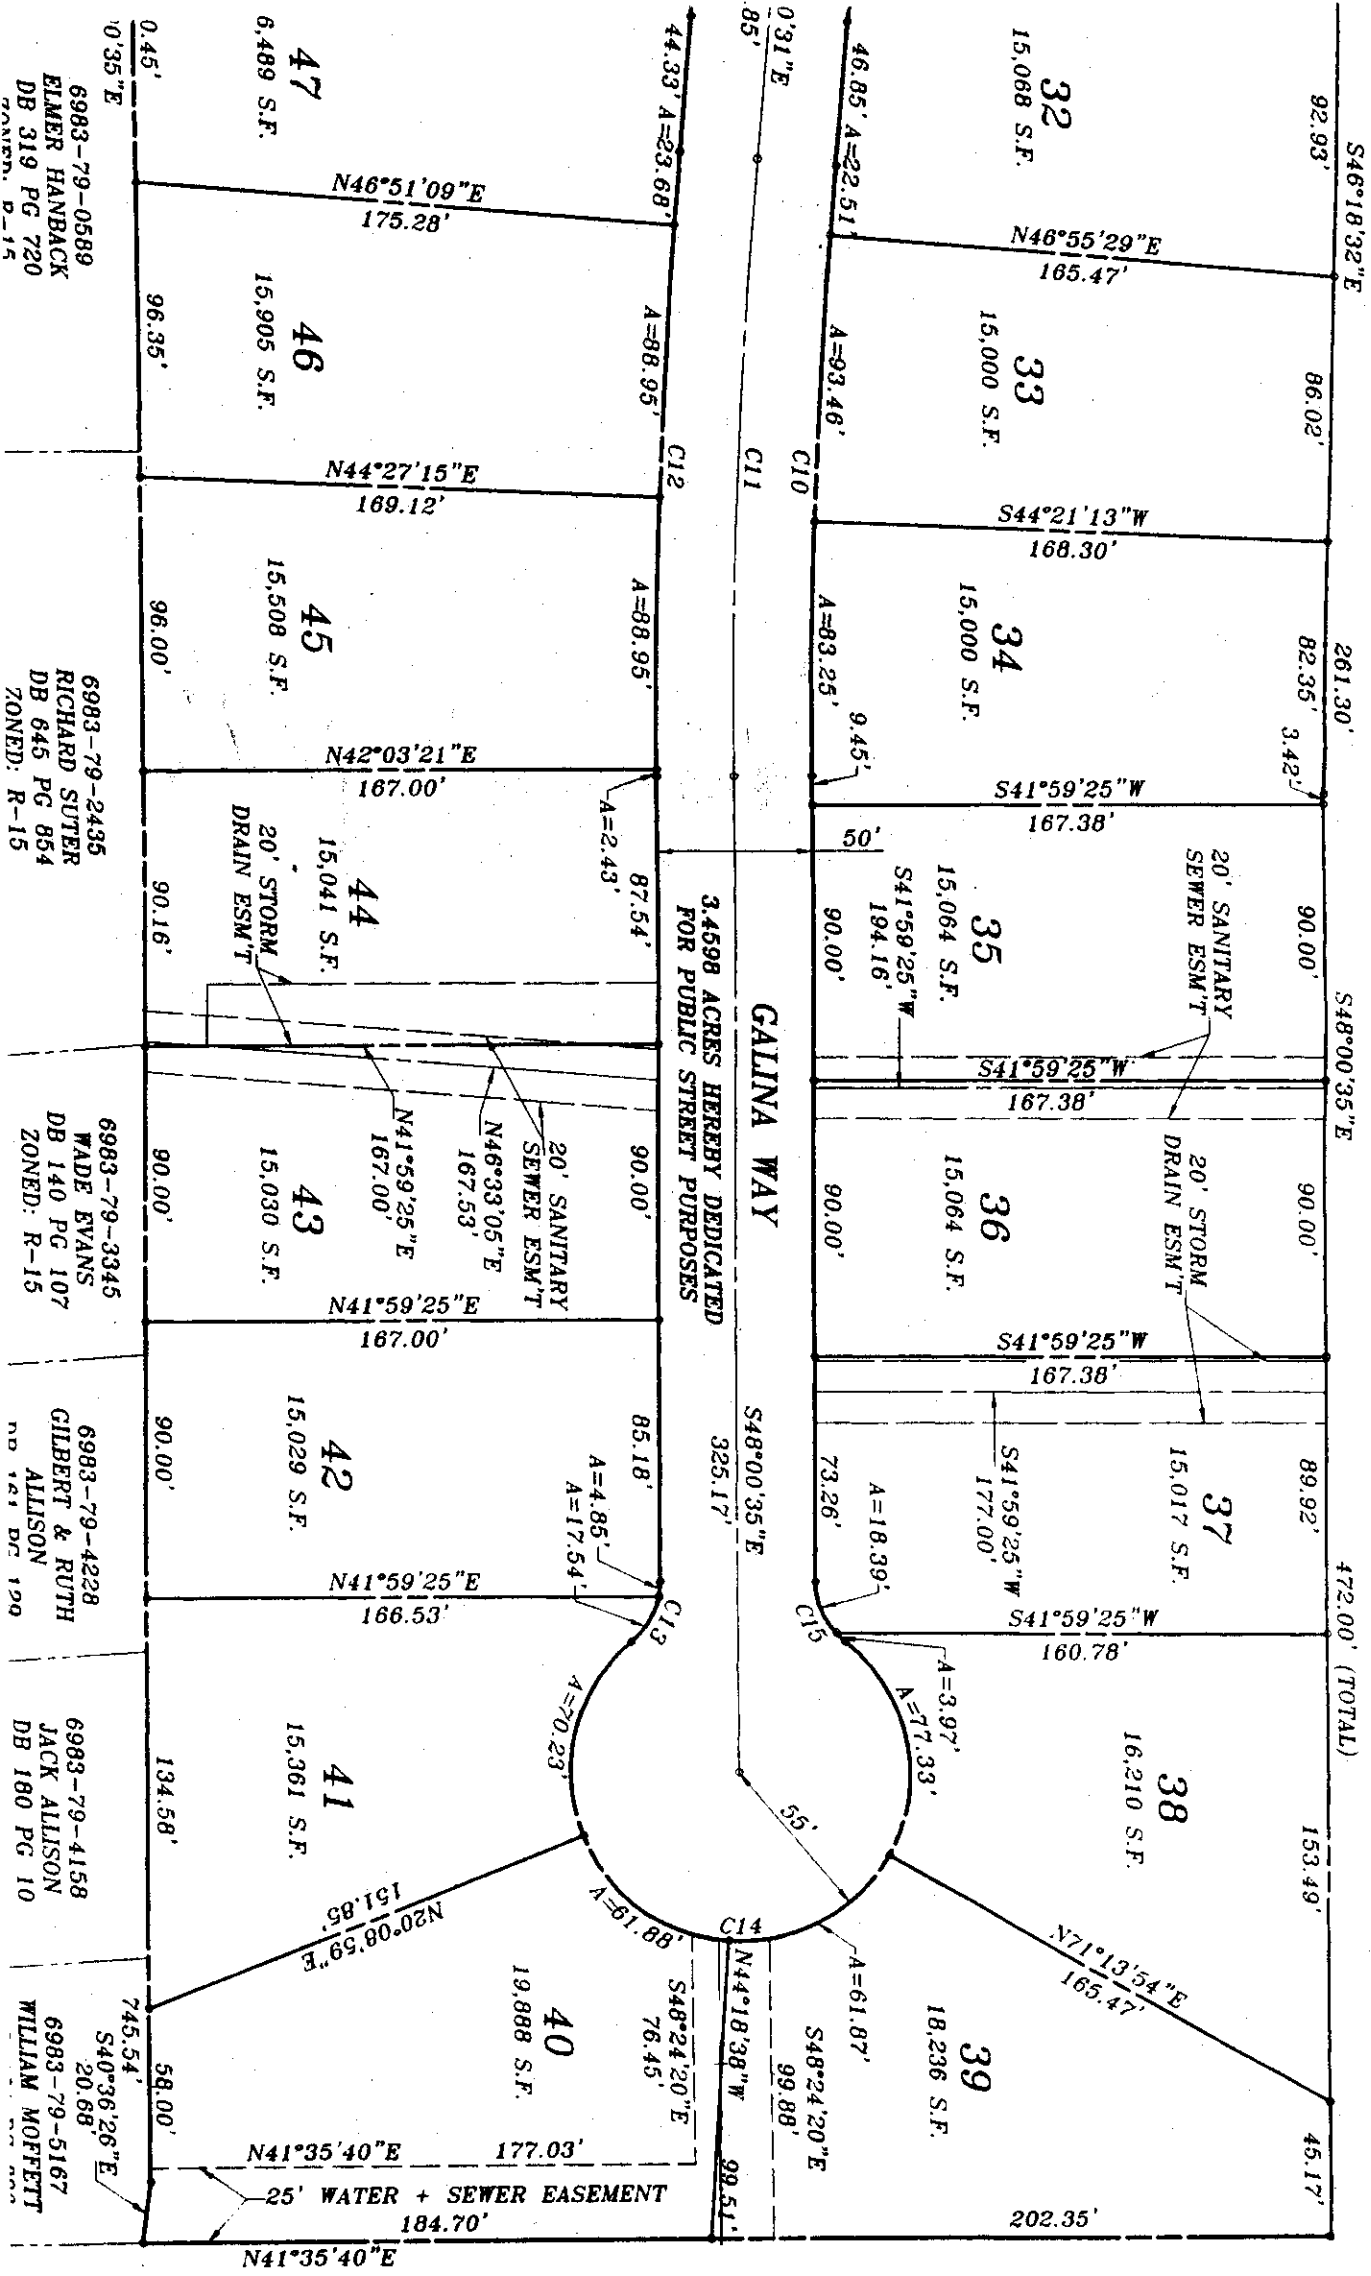 S46°18'32"E
92.93'
86.02'
261.30'
82.35'
3.42'
90.00'
S48°00'35"E
90.00'
89.92'
472.00' (TOTAL)
153.49'
45.17'
32
15,068 S.F.
N46°55'29"E
165.47'
33
15,000 S.F.
S44°21'13"W
168.30'
34
15,000 S.F.
S41°59'25"W
167.38'
20' SANITARY
SEWER ESM'T
35
15,064 S.F.
S41°59'25"W
194.16'
S41°59'25"W
167.38'
20' STORM
DRAIN ESM'T
36
15,064 S.F.
S41°59'25"W
167.38'
37
15,017 S.F.
S41°59'25"W
177.00'
S41°59'25"W
160.78'
38
16,210 S.F.
N71°13'54"E
165.47'
39
18,236 S.F.
202.35'
46.85'
A=22.51'
A=93.46'
C10
A=83.25'
9.45'
50'
90.00'
90.00'
73.26'
A=18.39'
C15
A=3.97'
A=77.33'
55'
A=61.87'
S48°24'20"E
99.88'
0'31"E
.85'
C11
GALINA WAY
3.4598 ACRES HEREBY DEDICATED
FOR PUBLIC STREET PURPOSES
S48°00'35"E
325.17'
C14
N44°18'38"W
99.51'
44.33'
A=23.68'
A=88.95'
C12
A=88.95'
A=2.43'
87.54'
90.00'
85.18'
A=4.85'
A=17.54'
C13
A=70.23'
A=61.88'
S48°24'20"E
76.45'
47
6,489 S.F.
N46°51'09"E
175.28'
46
15,905 S.F.
N44°27'15"E
169.12'
45
15,508 S.F.
N42°03'21"E
167.00'
44
15,041 S.F.
20' STORM
DRAIN ESM'T
20' SANITARY
SEWER ESM'T
N46°33'05"E
167.53'
N41°59'25"E
167.00'
43
15,030 S.F.
N41°59'25"E
167.00'
42
15,029 S.F.
N41°59'25"E
166.53'
41
15,361 S.F.
N20°08'59"E
151.85'
40
19,888 S.F.
N41°35'40"E
177.03'
25' WATER + SEWER EASEMENT
184.70'
N41°35'40"E
0.45'
0'35"E
96.35'
96.00'
90.16'
90.00'
90.00'
134.58'
745.54'
58.00'
S40°36'26"E
20.68'
6983-79-0589
ELMER HANBACK
DB 319 PG 720
6983-79-2435
RICHARD SUTER
DB 645 PG 854
ZONED: R-15
6983-79-3345
WADE EVANS
DB 140 PG 107
ZONED: R-15
6983-79-4228
GILBERT & RUTH
ALLISON
6983-79-4158
JACK ALLISON
DB 180 PG 10
6983-79-5167
WILLIAM MOFFETT